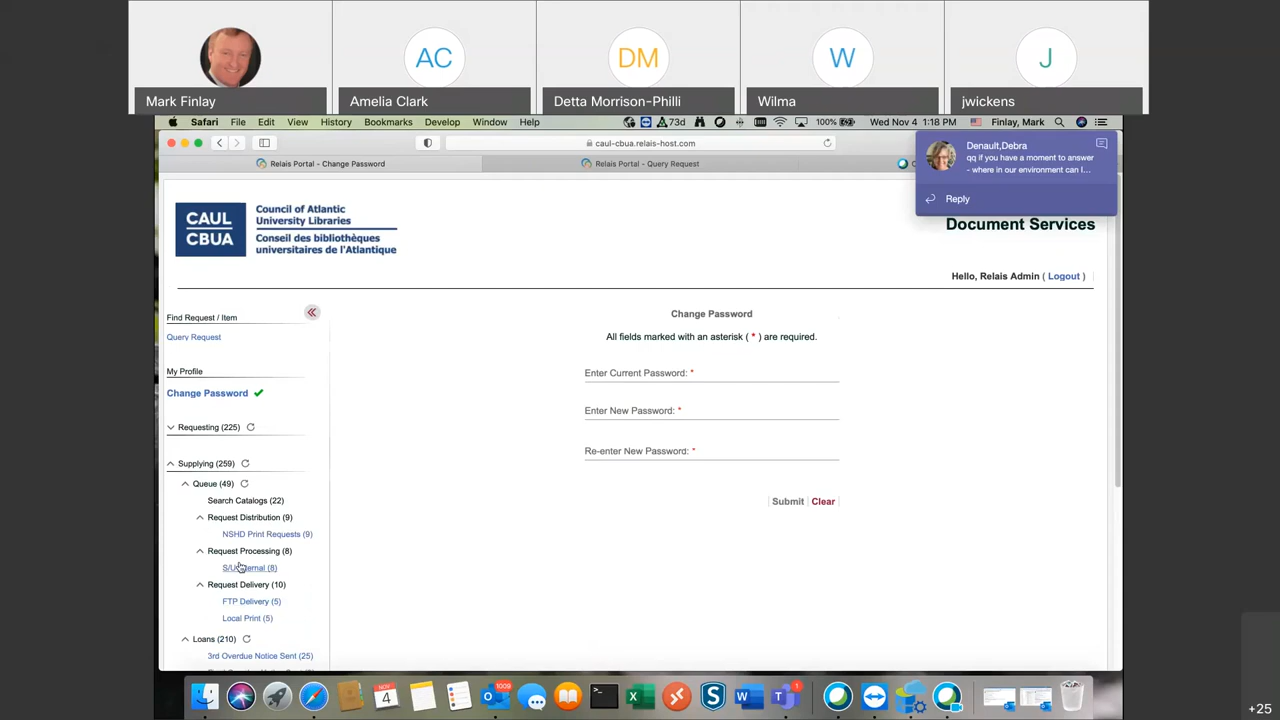 AC
DM
W
J
Mark Finlay
Amelia Clark
Detta Morrison-Philli
Wilma
jwickens
Safari File Edit View History Bookmarks Develop Window Help
73d
100%
Wed Nov 4 1:18 PM
Finlay, Mark
caul-cbua.relais-host.com
Relais Portal - Change Password
Relais Portal - Query Request
Denault,Debra
qq if you have a moment to answer
- where in our environment can I...
Reply
CAUL
CBUA
Council of Atlantic
University Libraries
Conseil des bibliothèques
universitaires de l'Atlantique
Document Services
Hello, Relais Admin ( Logout )
Find Request / Item
Query Request
My Profile
Change Password
Requesting (225)
Supplying (259)
Queue (49)
Search Catalogs (22)
Request Distribution (9)
NSHD Print Requests (9)
Request Processing (8)
(8)
Request Delivery (10)
FTP Delivery (5)
Local Print (5)
Loans (210)
3rd Overdue Notice Sent (25)
Change Password
All fields marked with an asterisk ( * ) are required.
Enter Current Password: *
Enter New Password: *
Re-enter New Password: *
Submit Clear
NOV
4
1009
1
+25